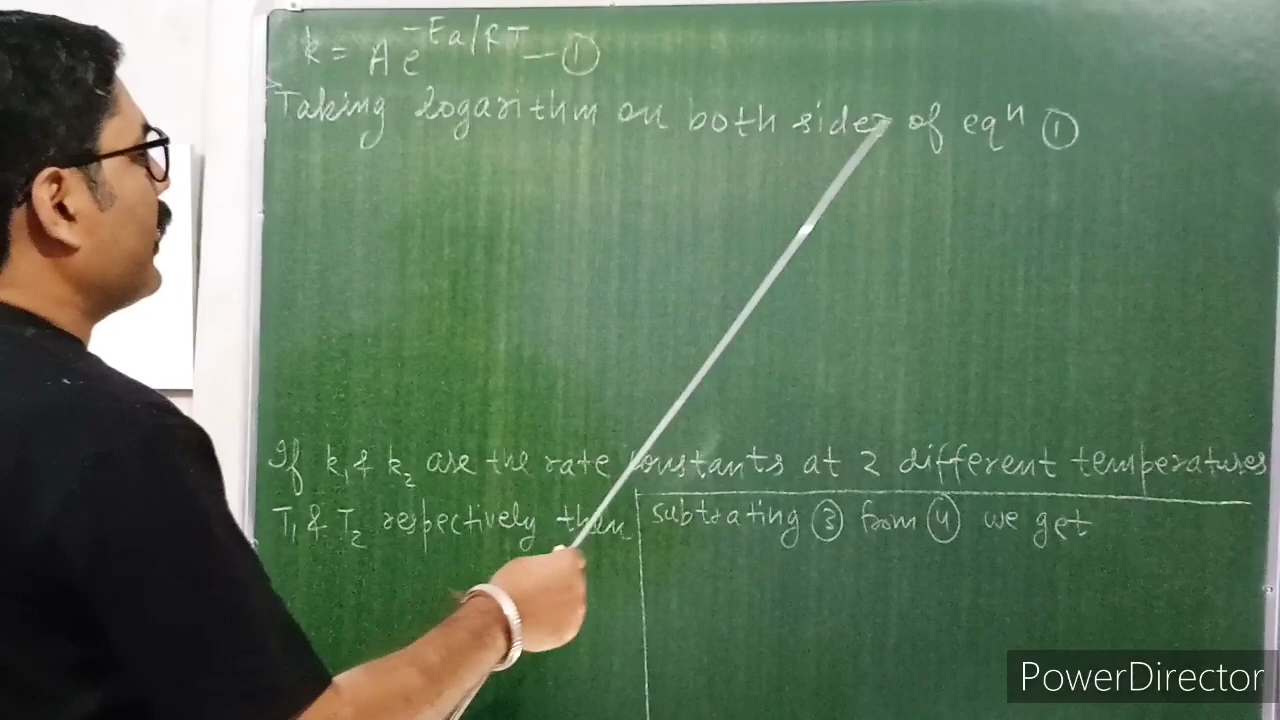 k = A e^-Ea/RT — ①
Taking logarithm on both sides of eqⁿ ①
If k₁ & k₂ are the rate constants at 2 different temperatures
T₁ & T₂ respectively then
subtrating ③ from ④ we get
PowerDirector